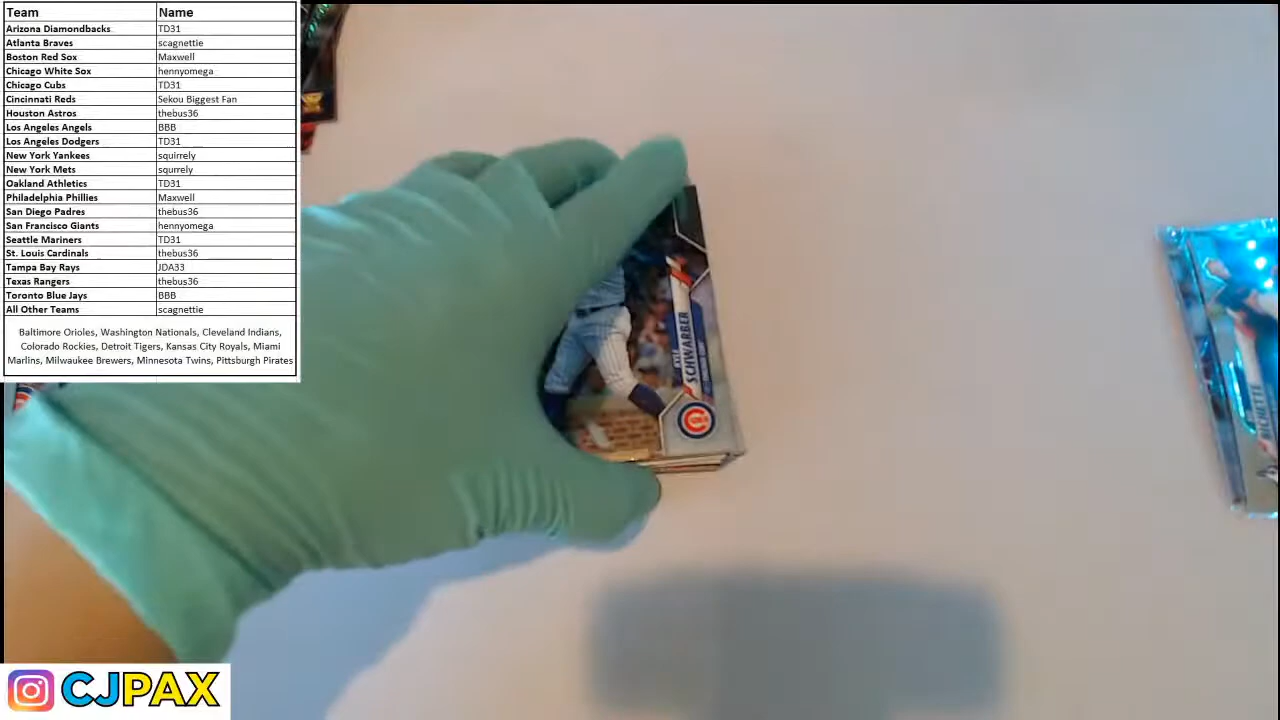 Team Name
Arizona Diamondbacks TD31
Atlanta Braves scagnettie
Boston Red Sox Maxwell
Chicago White Sox hennyomega
Chicago Cubs TD31
Cincinnati Reds Sekou Biggest Fan
Houston Astros thebus36
Los Angeles Angels BBB
Los Angeles Dodgers TD31
New York Yankees squirrely
New York Mets squrrely
Oakland Athletics TD31
Philadelphia Phillies Maxwell
San Diego Padres thebus36
San Francisco Giants hennyomega
Seattle Mariners TD31
St. Louis Cardinals thebus36
Tampa Bay Rays JDA33
Texas Rangers thebus36
Toronto Blue Jays BBB
All Other Teams scagnettie
Baltimore Orioles, Washington Nationals, Cleveland Indians,
Colorado Rockies, Detroit Tigers, Kansas City Royals, Miami
Marlins, Milwaukee Brewers, Minnesota Twins, Pittsburgh Pirates
SCHWARBER
BICHETTE
CJPAX